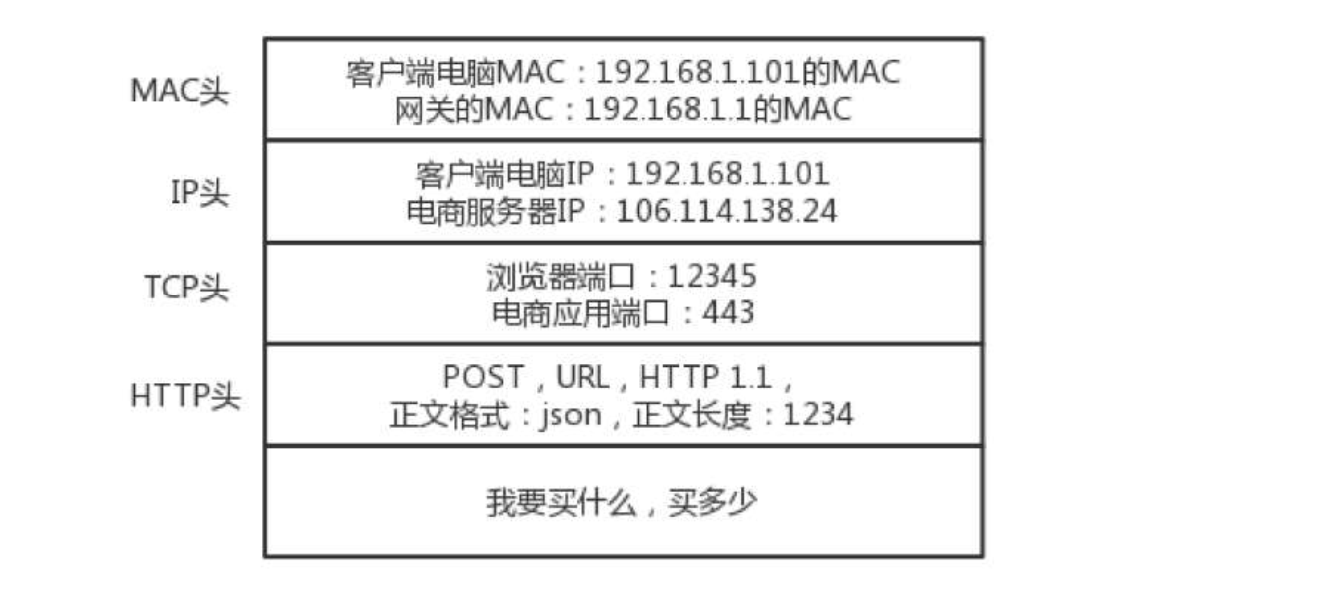 MAC头
客户端电脑MAC：192.168.1.101的MAC
网关的MAC：192.168.1.1的MAC
IP头
客户端电脑IP：192.168.1.101
电商服务器IP：106.114.138.24
TCP头
浏览器端口：12345
电商应用端口：443
HTTP头
POST，URL，HTTP 1.1，
正文格式：json，正文长度：1234
我要买什么，买多少